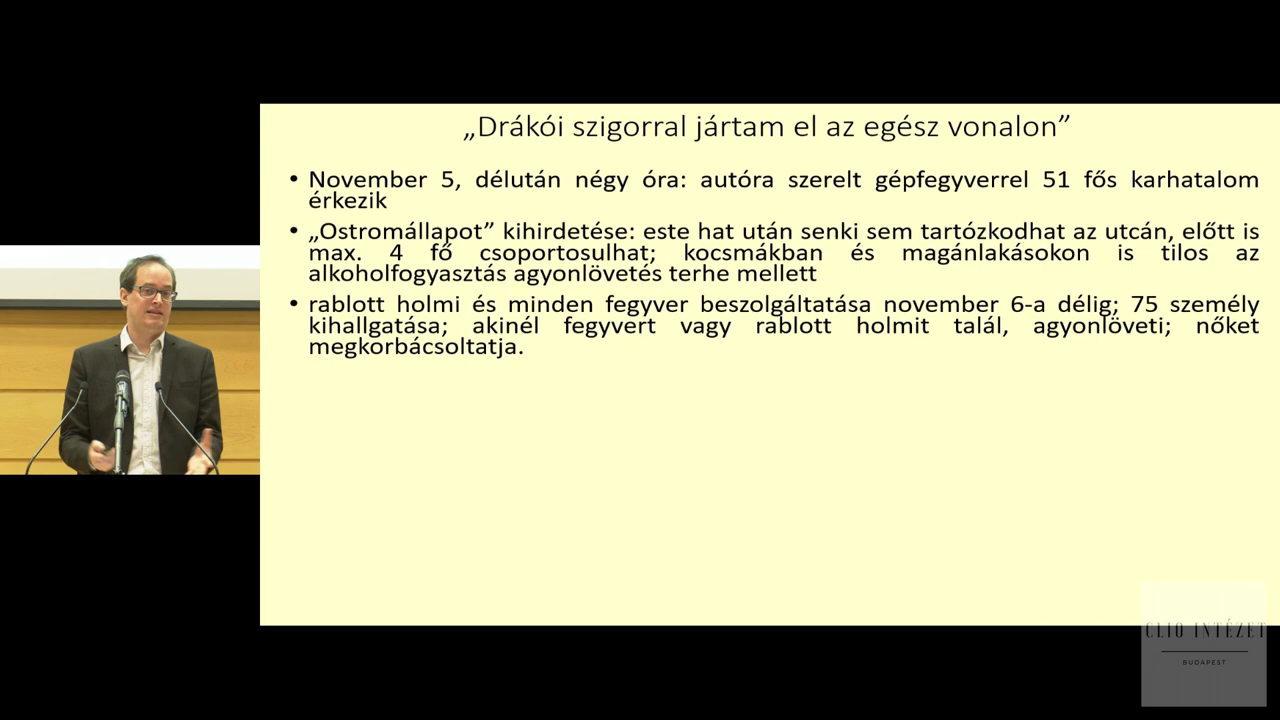 „Drákói szigorral jártam el az egész vonalon”
• November 5, délután négy óra: autóra szerelt gépfegyverrel 51 fős karhatalom
érkezik
• „Ostromállapot” kihirdetése: este hat után senki sem tartózkodhat az utcán, előtt is
max. 4 fő csoportosulhat; kocsmákban és magánlakásokon is tilos az
alkoholfogyasztás agyonlövetés terhe mellett
• rablott holmi és minden fegyver beszolgáltatása november 6-a délig; 75 személy
kihallgatása; akinél fegyvert vagy rablott holmit talál, agyonlöveti; nőket
megkorbácsoltatja.
CLIO INTÉZET
BUDAPEST